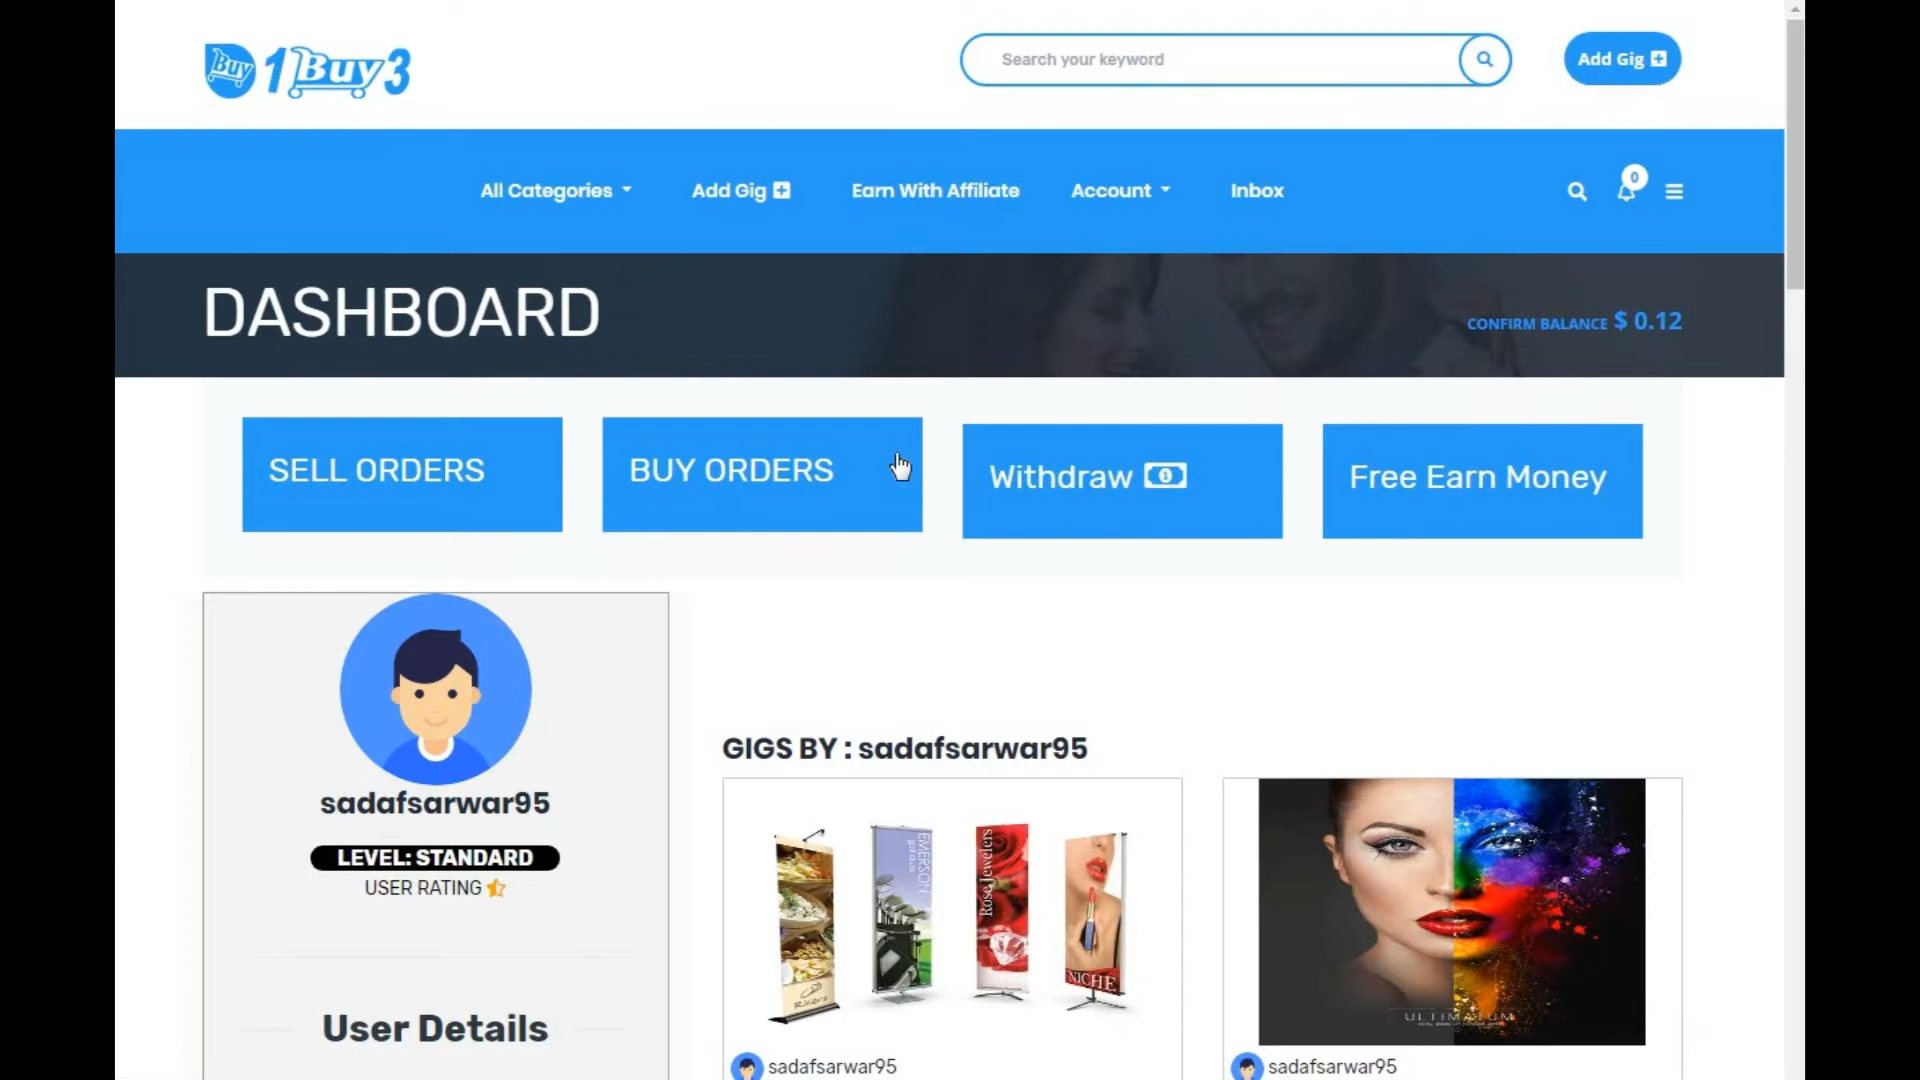 Buy 1Buy3
Search your keyword
Add Gig
All Categories
Add Gig
Earn With Affiliate
Account
Inbox
0
DASHBOARD
CONFIRM BALANCE $ 0.12
SELL ORDERS
BUY ORDERS
Withdraw
Free Earn Money
sadafsarwar95
LEVEL: STANDARD
USER RATING
User Details
GIGS BY : sadafsarwar95
EMERSON
Rose Jewelers
NICHE
ULTIMATUM
sadafsarwar95
sadafsarwar95